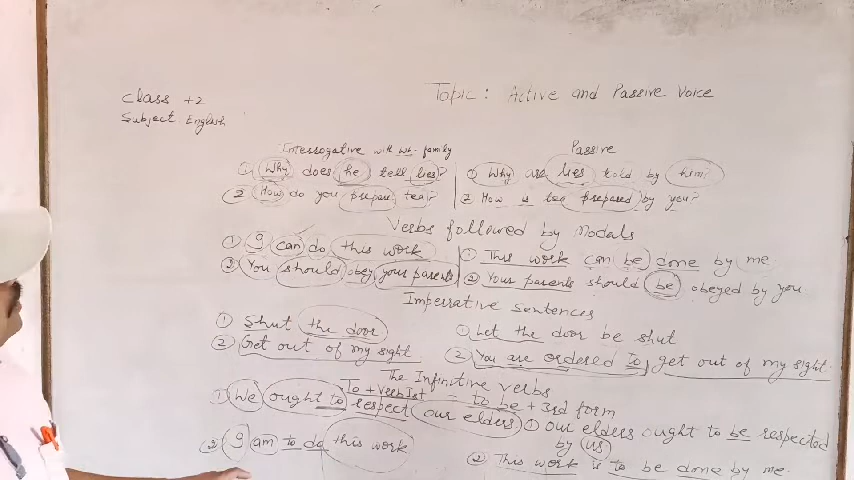 Class +2
Subject English
Topic: Active and Passive Voice
Interrogative with Wh-family
Passive
① Why does he tell lies?
① Why are lies told by him?
② How do you prepare tea?
2 How is tea prepared by you?
Verbs followed by Modals
① I can do this work
① This work can be done by me
② You should obey your parents
② Your parents should be obeyed by you
Imperative Sentences
① Shut the door
① Let the door be shut
② Get out of my sight
② You are ordered to get out of my sight.
The Infinitive verbs
To + Verb Ist = to be + 3rd form
① We ought to respect our elders
① Our elders ought to be respected
by us
② I am to do this work
② This work is to be done by me.